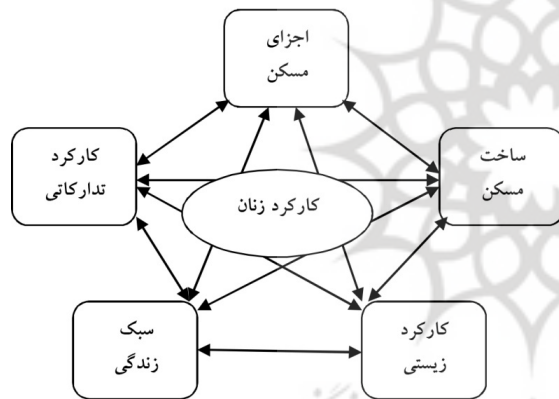 اجزای
مسکن
ساخت
مسکن
کارکرد
تدارکاتی
کارکرد زنان
کارکرد
زیستی
سبک
زندگی